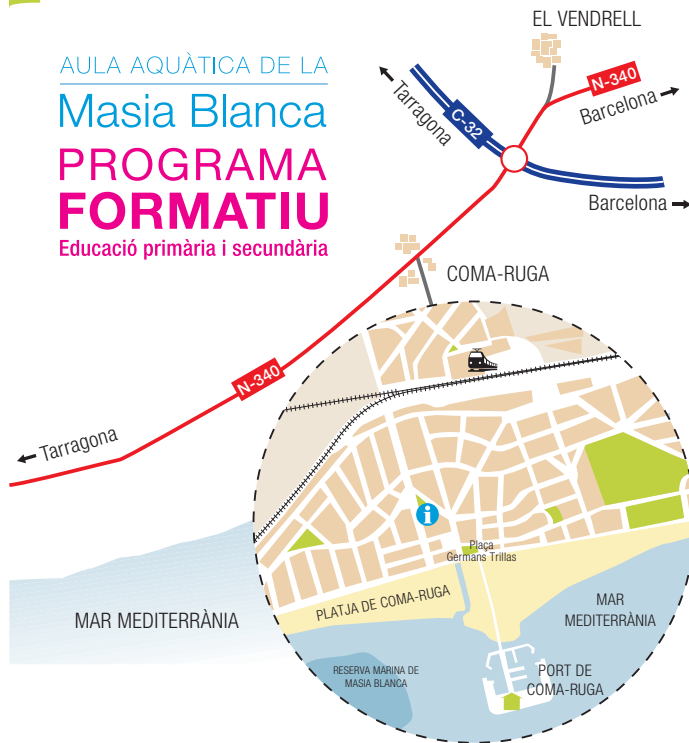 AULA AQUÀTICA DE LA
Masia Blanca
PROGRAMA
FORMATIU
Educació primària i secundària
EL VENDRELL
N-340
Barcelona
Tarragona
C-32
Barcelona
COMA-RUGA
N-340
Tarragona
i
Plaça
Germans Trillas
PLATJA DE COMA-RUGA
MAR MEDITERRÀNIA
MAR
MEDITERRÀNIA
RESERVA MARINA DE
MASIA BLANCA
PORT DE
COMA-RUGA